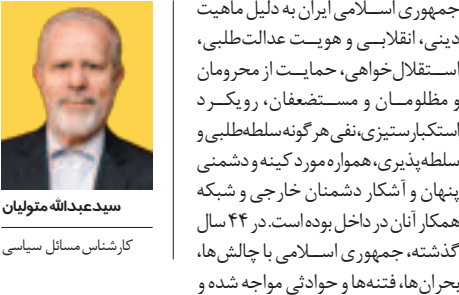 جمهوری اسلامی ایران به دلیل ماهیت
دینی، انقلابی و هویت عدالت‌طلبی،
استقلال‌خواهی، حمایت از محرومان
و مظلومان و مستضعفان، رویکرد
استکبارستیزی، نفی هر گونه سلطه‌طلبی و
سلطه‌پذیری، همواره مورد کینه و دشمنی
پنهان و آشکار دشمنان خارجی و شبکه
همکار آنان در داخل بوده است. در ۴۴ سال
گذشته، جمهوری اسلامی با چالش‌ها،
بحران‌ها، فتنه‌ها و حوادثی مواجه شده و
سیدعبدالله متولیان
کارشناس مسائل سیاسی